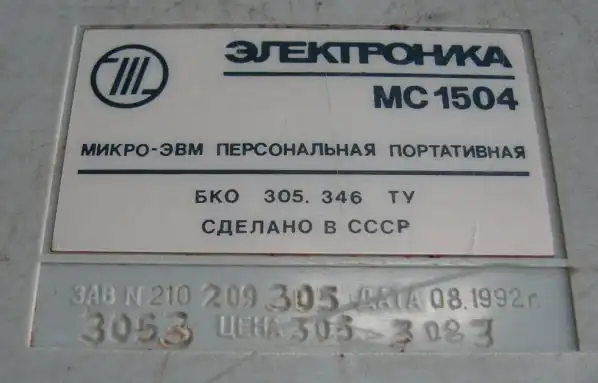 ЭЛЕКТРОНИКА
МС 1504
МИКРО-ЭВМ ПЕРСОНАЛЬНАЯ ПОРТАТИВНАЯ
БКО 305. 346 ТУ
СДЕЛАНО В СССР
ЗАВ N 210 209 305 ДАТА 08.1992г.
3053 ЦЕНА 305 3083